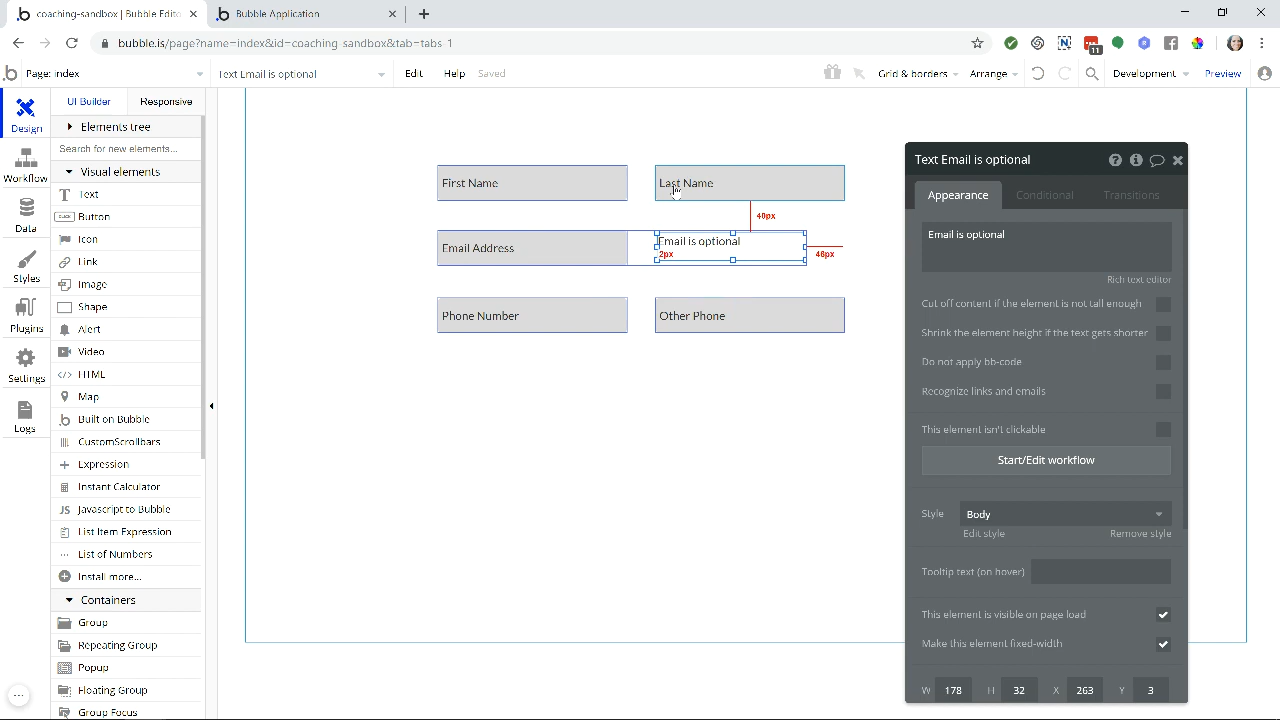 coaching-sandbox | Bubble Editor
Bubble Application
bubble.is/page?name=index&id=coaching_sandbox&tab=tabs-1
11
Page: index
Text Email is optional
Edit
Help
Saved
Grid & borders
Arrange
Development
Preview
Design
Workflow
Data
Styles
Plugins
Settings
Logs
UI Builder
Responsive
Elements tree
Search for new elements...
Visual elements
Text
CLICK
Button
Icon
Link
Image
Shape
Alert
Video
HTML
Map
Built on Bubble
CustomScrollbars
Expression
Instant Calculator
Javascript to Bubble
List Item Expression
List of Numbers
Install more...
Containers
Group
Repeating Group
Popup
Floating Group
Group Focus
First Name
Last Name
40px
Email Address
Email is optional
2px
46px
Phone Number
Other Phone
Text Email is optional
Appearance
Conditional
Transitions
Email is optional
Rich text editor
Cut off content if the element is not tall enough
Shrink the element height if the text gets shorter
Do not apply bb-code
Recognize links and emails
This element isn't clickable
Start/Edit workflow
Style
Body
Edit style
Remove style
Tooltip text (on hover)
This element is visible on page load
Make this element fixed-width
W 178 H 32 X 263 Y 3